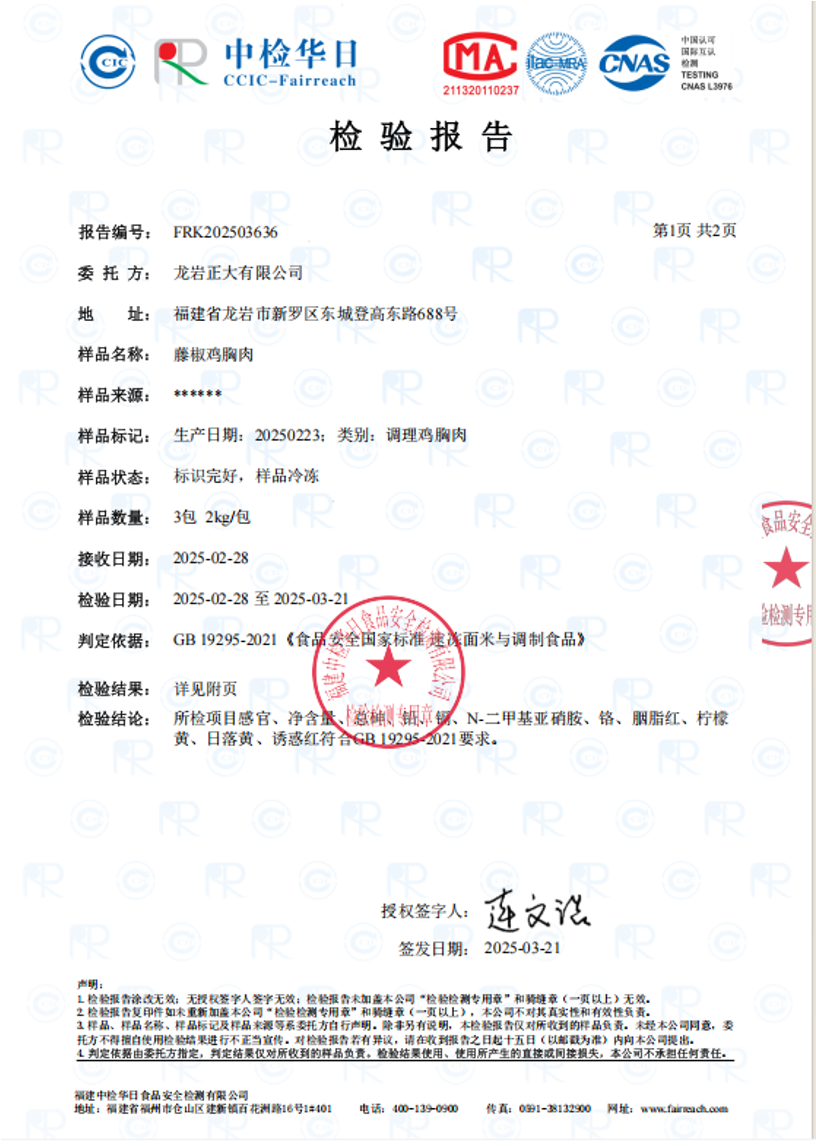 CCIC
中检华日
CCIC-Fairreach
MA
211320110237
ilac-MRA
CNAS
中国认可
国际互认
检测
TESTING
CNAS L3976
检验报告
报告编号： FRK202503636 第1页 共2页
委托方： 龙岩正大有限公司
地址： 福建省龙岩市新罗区东城登高东路688号
样品名称： 藤椒鸡胸肉
样品来源： ******
样品标记： 生产日期：20250223；类别：调理鸡胸肉
样品状态： 标识完好，样品冷冻
样品数量： 3包 2kg/包
接收日期： 2025-02-28
检验日期： 2025-02-28 至 2025-03-21
判定依据： GB 19295-2021《食品安全国家标准 速冻面米与调制食品》
检验结果： 详见附页
检验结论： 所检项目感官、净含量、总砷、铅、镉、N-二甲基亚硝胺、铬、胭脂红、柠檬
黄、日落黄、诱惑红符合GB 19295-2021要求。
福建中检华日食品安全检测有限公司
检验检测专用章
食品安全
检检测专用
授权签字人： 连文浩
签发日期： 2025-03-21
声明：
1. 检验报告涂改无效；无授权签字人签字无效；检验报告未加盖本公司“检验检测专用章”和骑缝章（一页以上）无效。
2. 检验报告复印件如未重新加盖本公司“检验检测专用章”和骑缝章（一页以上），本公司不对其真实性和有效性负责。
3. 样品、样品名称、样品标记及样品来源等系委托方自行声明。除非另有说明，本检验报告仅对所收到的样品负责。未经本公司同意，委
托方不得擅自使用检验结果进行不正当宣传。对检验报告若有异议，请在收到报告之日起十五日（以邮戳为准）内向本公司提出。
4. 判定依据由委托方指定，判定结果仅对所收到的样品负责。检验结果使用、使用所产生的直接或间接损失，本公司不承担任何责任。
福建中检华日食品安全检测有限公司
地址：福建省福州市仓山区建新镇百花洲路16号1#401 电话：400-139-0900 传真：0591-38132900 网址：www.fairreach.com